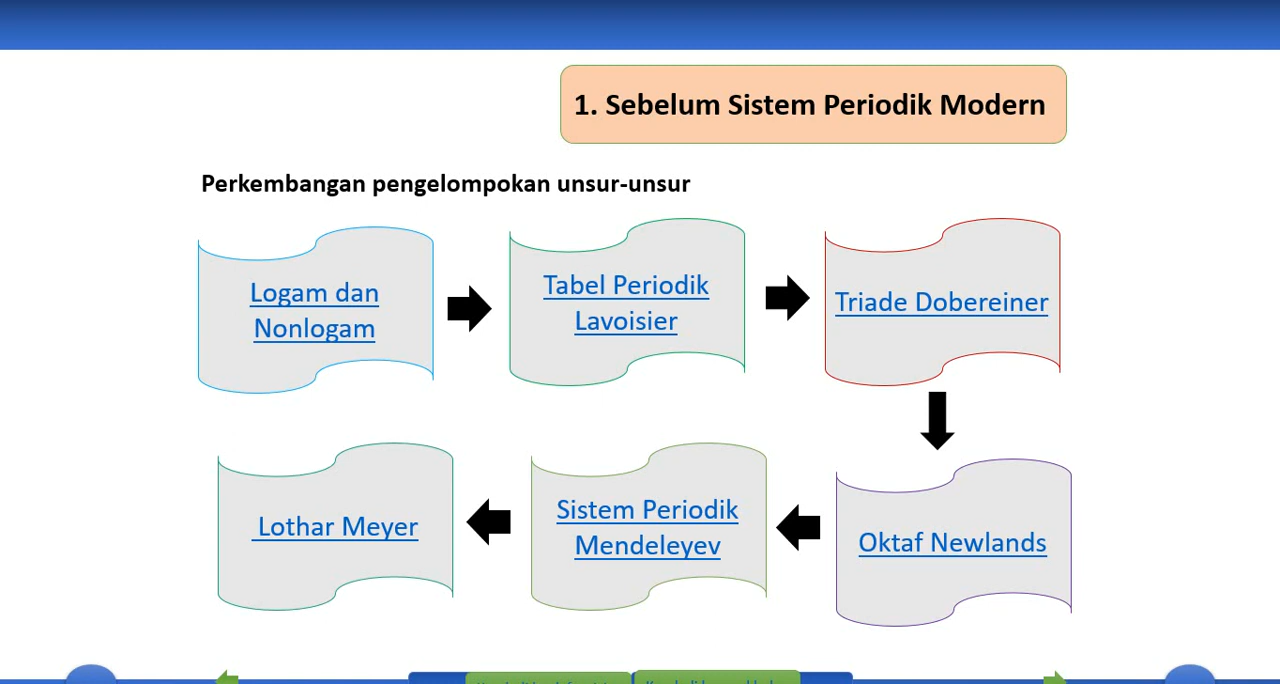 1. Sebelum Sistem Periodik Modern
Perkembangan pengelompokan unsur-unsur
Logam dan
Nonlogam
Tabel Periodik
Lavoisier
Triade Dobereiner
Lothar Meyer
Sistem Periodik
Mendeleyev
Oktaf Newlands